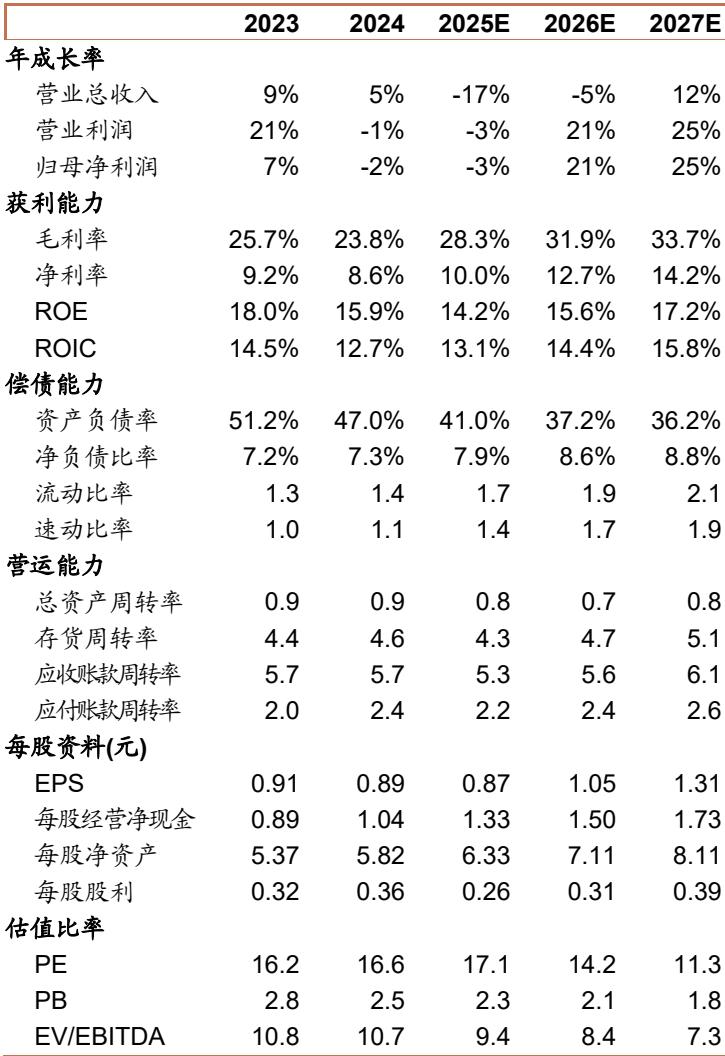 2023 2024 2025E 2026E 2027E
年成长率
营业总收入 9% 5% -17% -5% 12%
营业利润 21% -1% -3% 21% 25%
归母净利润 7% -2% -3% 21% 25%
获利能力
毛利率 25.7% 23.8% 28.3% 31.9% 33.7%
净利率 9.2% 8.6% 10.0% 12.7% 14.2%
ROE 18.0% 15.9% 14.2% 15.6% 17.2%
ROIC 14.5% 12.7% 13.1% 14.4% 15.8%
偿债能力
资产负债率 51.2% 47.0% 41.0% 37.2% 36.2%
净负债比率 7.2% 7.3% 7.9% 8.6% 8.8%
流动比率 1.3 1.4 1.7 1.9 2.1
速动比率 1.0 1.1 1.4 1.7 1.9
营运能力
总资产周转率 0.9 0.9 0.8 0.7 0.8
存货周转率 4.4 4.6 4.3 4.7 5.1
应收账款周转率 5.7 5.7 5.3 5.6 6.1
应付账款周转率 2.0 2.4 2.2 2.4 2.6
每股资料(元)
EPS 0.91 0.89 0.87 1.05 1.31
每股经营净现金 0.89 1.04 1.33 1.50 1.73
每股净资产 5.37 5.82 6.33 7.11 8.11
每股股利 0.32 0.36 0.26 0.31 0.39
估值比率
PE 16.2 16.6 17.1 14.2 11.3
PB 2.8 2.5 2.3 2.1 1.8
EV/EBITDA 10.8 10.7 9.4 8.4 7.3